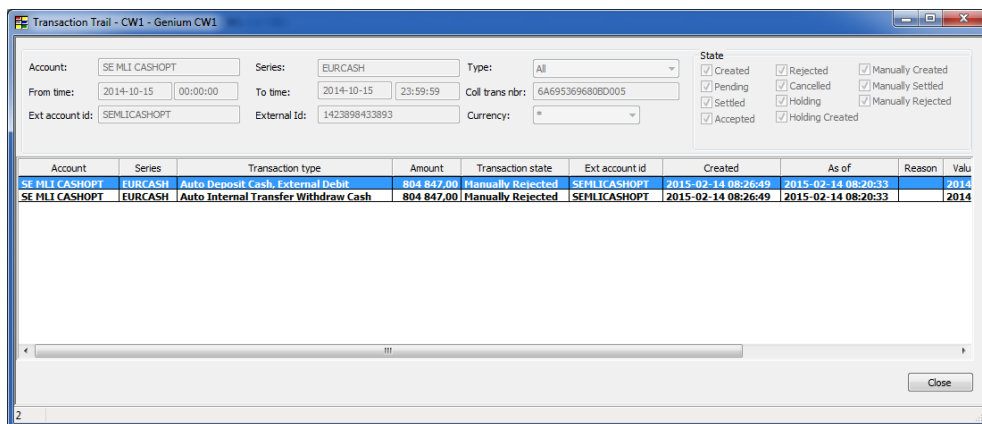 Transaction Trail - CW1 - Genium CW1
State
Account: SE MLI CASHOPT Series: EURCASH Type: All Created Rejected Manually Created
From time: 2014-10-15 00:00:00 To time: 2014-10-15 23:59:59 Coll trans nbr: 6A695369680BD005 Pending Cancelled Manually Settled
Settled Holding Manually Rejected
Ext account id: SEMLICASHOPT External Id: 1423898433893 Currency: * Accepted Holding Created
Account Series Transaction type Amount Transaction state Ext account id Created As of Reason Valu
SE MLI CASHOPT EURCASH Auto Deposit Cash, External Debit 804 847,00 Manually Rejected SEMLICASHOPT 2015-02-14 08:26:49 2015-02-14 08:20:33 2014
SE MLI CASHOPT EURCASH Auto Internal Transfer Withdraw Cash 804 847,00 Manually Rejected SEMLICASHOPT 2015-02-14 08:26:49 2015-02-14 08:20:33 2014
Close
2